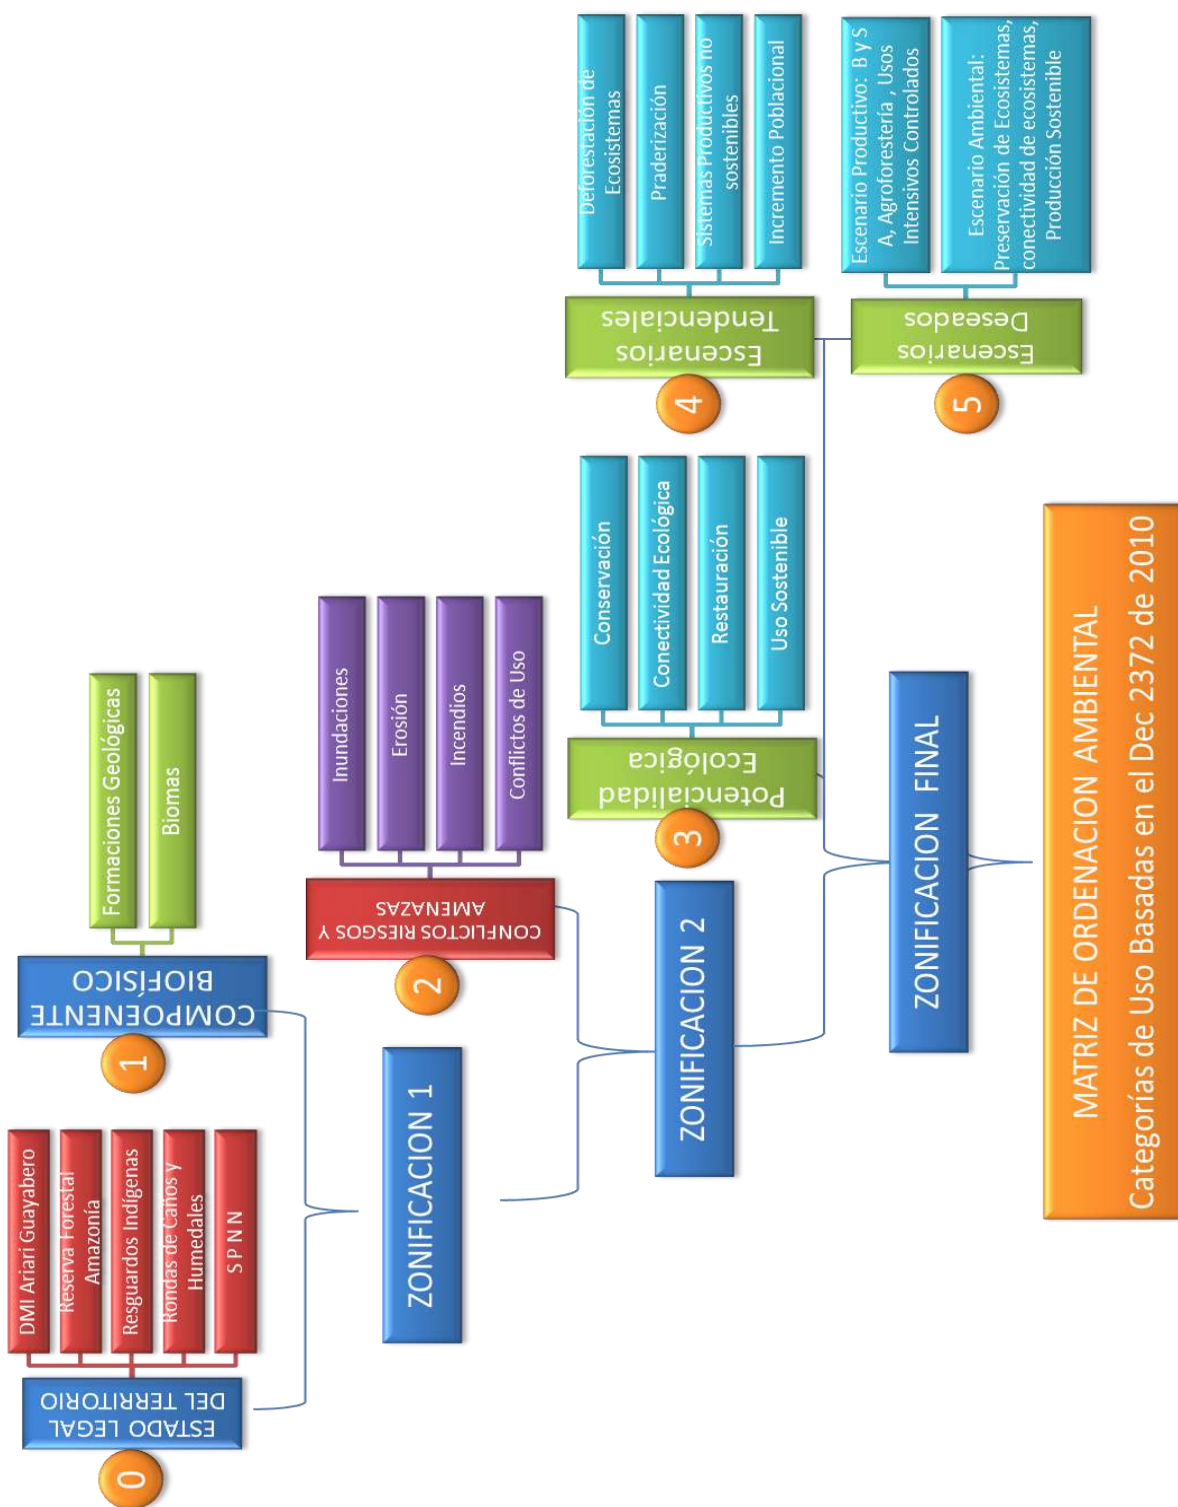 0
ESTADO LEGAL
DEL TERRITORIO
DMI Ariari Guayabero
Reserva Forestal
Amazonía
Resguardos Indígenas
Rondas de Caños y
Humedales
S P N N
1
COMPOENENTE
BIOFÍSICO
Formaciones Geológicas
Biomas
ZONIFICACION 1
2
CONFLICTOS RIESGOS Y
AMENAZAS
Inundaciones
Erosión
Incendios
Conflictos de Uso
ZONIFICACION 2
3
Potencialidad
Ecológica
Conservación
Conectividad Ecológica
Restauración
Uso Sostenible
4
Escenarios
Tendenciales
Deforestación de
Ecosistemas
Praderización
Sistemas Productivos no
sostenibles
Incremento Poblacional
5
Escenarios
Deseados
Escenario Productivo: B y S
A, Agroforestería , Usos
Intensivos Controlados
Escenario Ambiental:
Preservación de Ecosistemas,
conectividad de ecosistemas,
Producción Sostenible
ZONIFICACION FINAL
MATRIZ DE ORDENACION AMBIENTAL
Categorías de Uso Basadas en el Dec 2372 de 2010